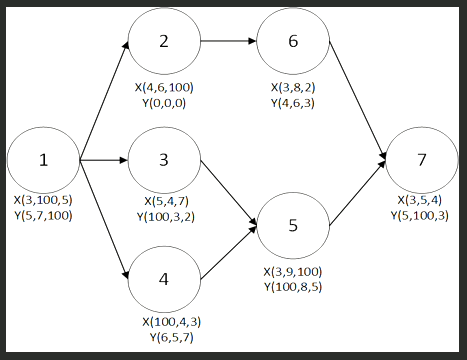 2
6
X(4,6,100)
Y(0,0,0)
X(3,8,2)
Y(4,6,3)
1
3
7
X(3,100,5)
Y(5,7,100)
X(5,4,7)
Y(100,3,2)
X(3,5,4)
Y(5,100,3)
5
4
X(3,9,100)
Y(100,8,5)
X(100,4,3)
Y(6,5,7)